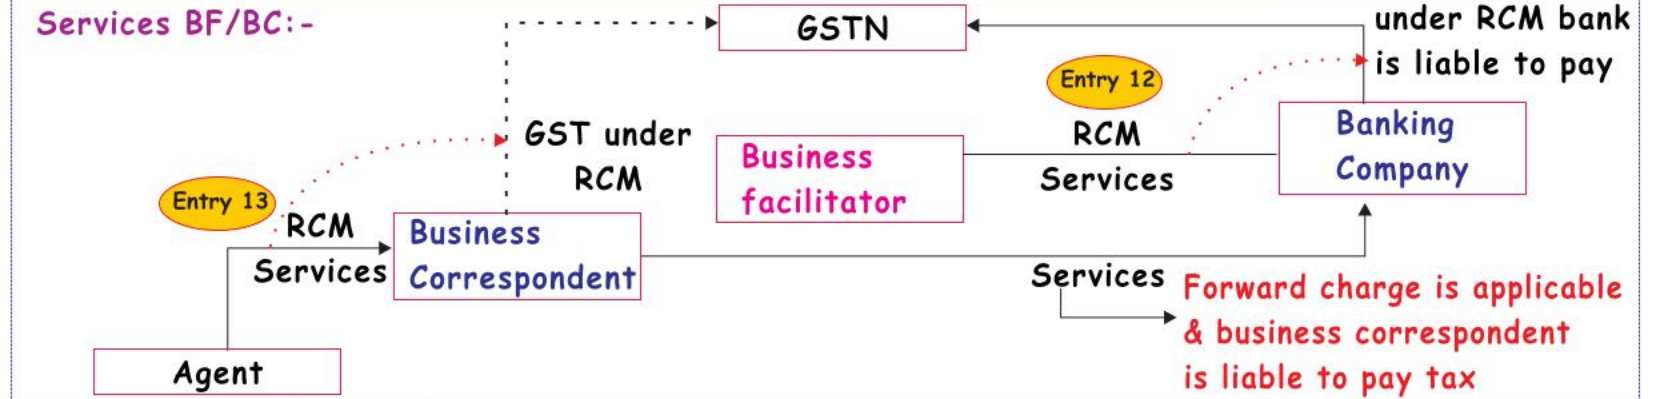 Services BF/BC:-
GSTN
under RCM bank
is liable to pay
Entry 12
GST under
RCM
Business
facilitator
RCM
Services
Banking
Company
Entry 13
RCM
Services
Business
Correspondent
Services
Forward charge is applicable
& business correspondent
is liable to pay tax
Agent